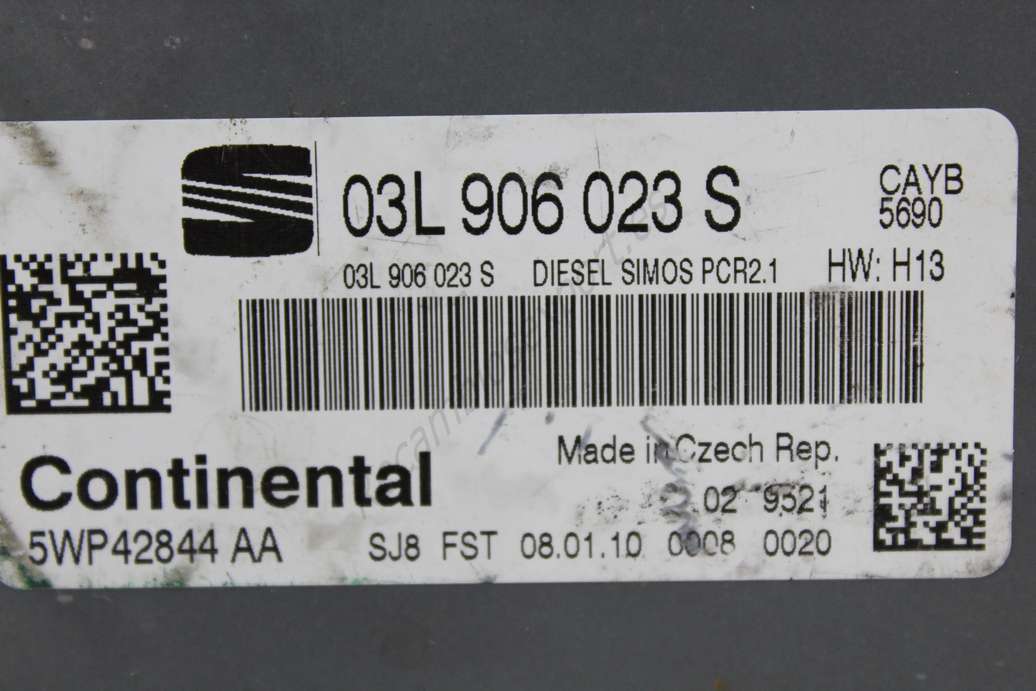 03L 906 023 S
CAYB
5690
03L 906 023 S DIESEL SIMOS PCR2.1 HW: H13
Made in Czech Rep.
Continental
02 9521
5WP42844 AA SJ8 FST 08.01.10 0008 0020